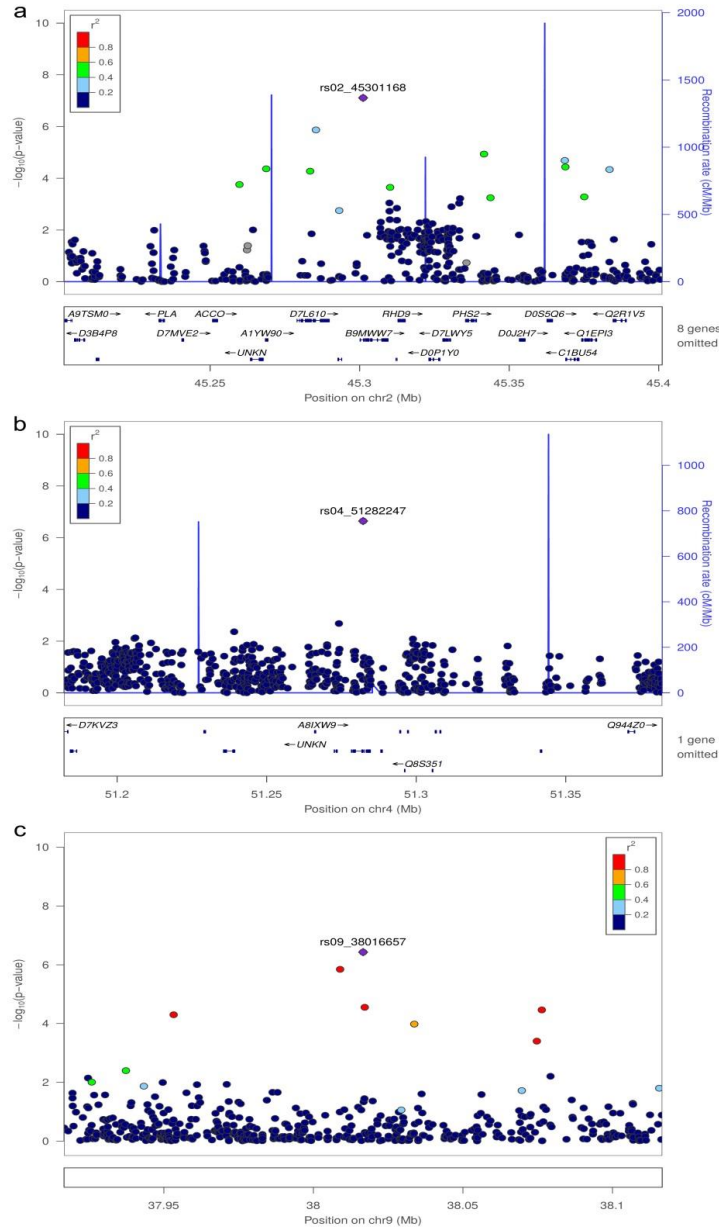 a
r²
0.8
0.6
0.4
0.2
rs02_45301168
10
8
6
4
2
0
−log₁₀(p-value)
2000
1500
1000
500
0
Recombination rate (cM/Mb)
A9TSM0→ ←PLA ACCO→ D7L610→ RHD9→ PHS2→ D0S5Q6→ Q2R1V5→
←D3B4P8 D7MVE2→ A1YW90→ B9MWW7→ ←D7LWY5 D0J2H7→ Q1EPI3→
←UNKN ←D0P1Y0 ←C1BU54
8 genes
omitted
45.25 45.3 45.35 45.4
Position on chr2 (Mb)
b
r²
0.8
0.6
0.4
0.2
rs04_51282247
10
8
6
4
2
0
−log₁₀(p-value)
1000
800
600
400
200
0
Recombination rate (cM/Mb)
←D7KVZ3 A8IXW9→ Q944Z0→
←UNKN
←Q8S351
1 gene
omitted
51.2 51.25 51.3 51.35
Position on chr4 (Mb)
c
r²
0.8
0.6
0.4
0.2
rs09_38016657
10
8
6
4
2
0
−log₁₀(p-value)
37.95 38 38.05 38.1
Position on chr9 (Mb)